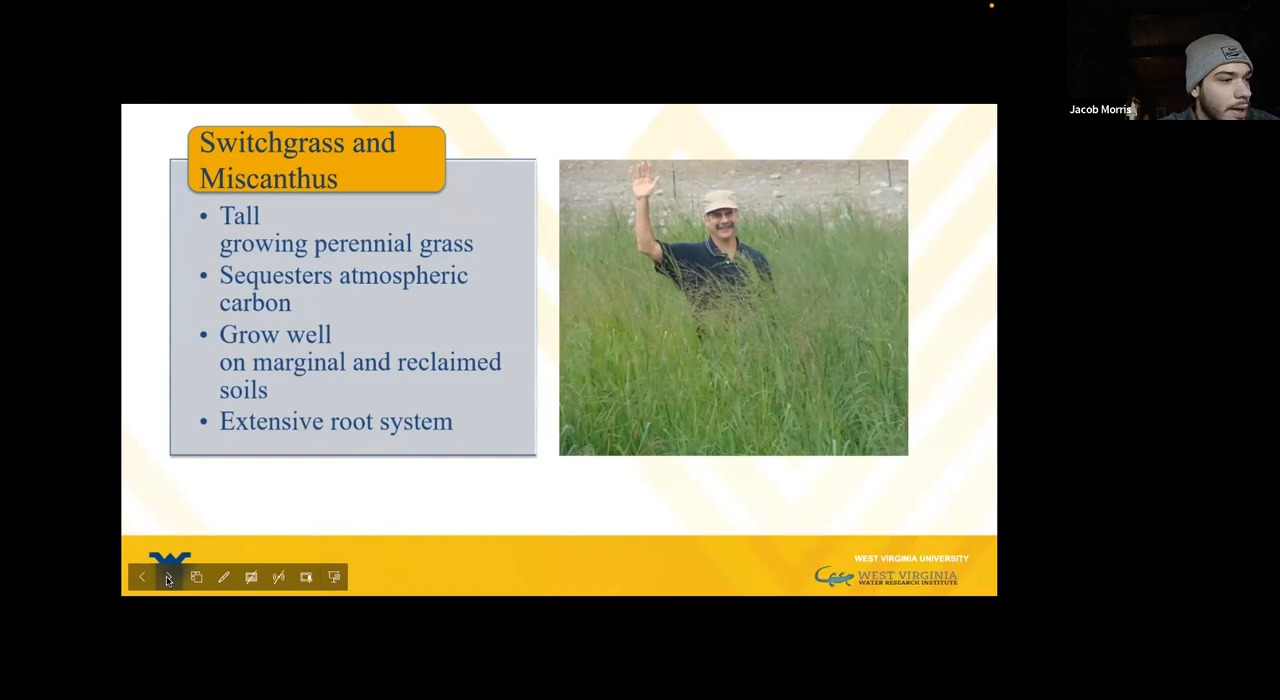 Jacob Morris
Switchgrass and
Miscanthus
• Tall
growing perennial grass
• Sequesters atmospheric
carbon
• Grow well
on marginal and reclaimed
soils
• Extensive root system
WEST VIRGINIA UNIVERSITY
WEST VIRGINIA
WATER RESEARCH INSTITUTE